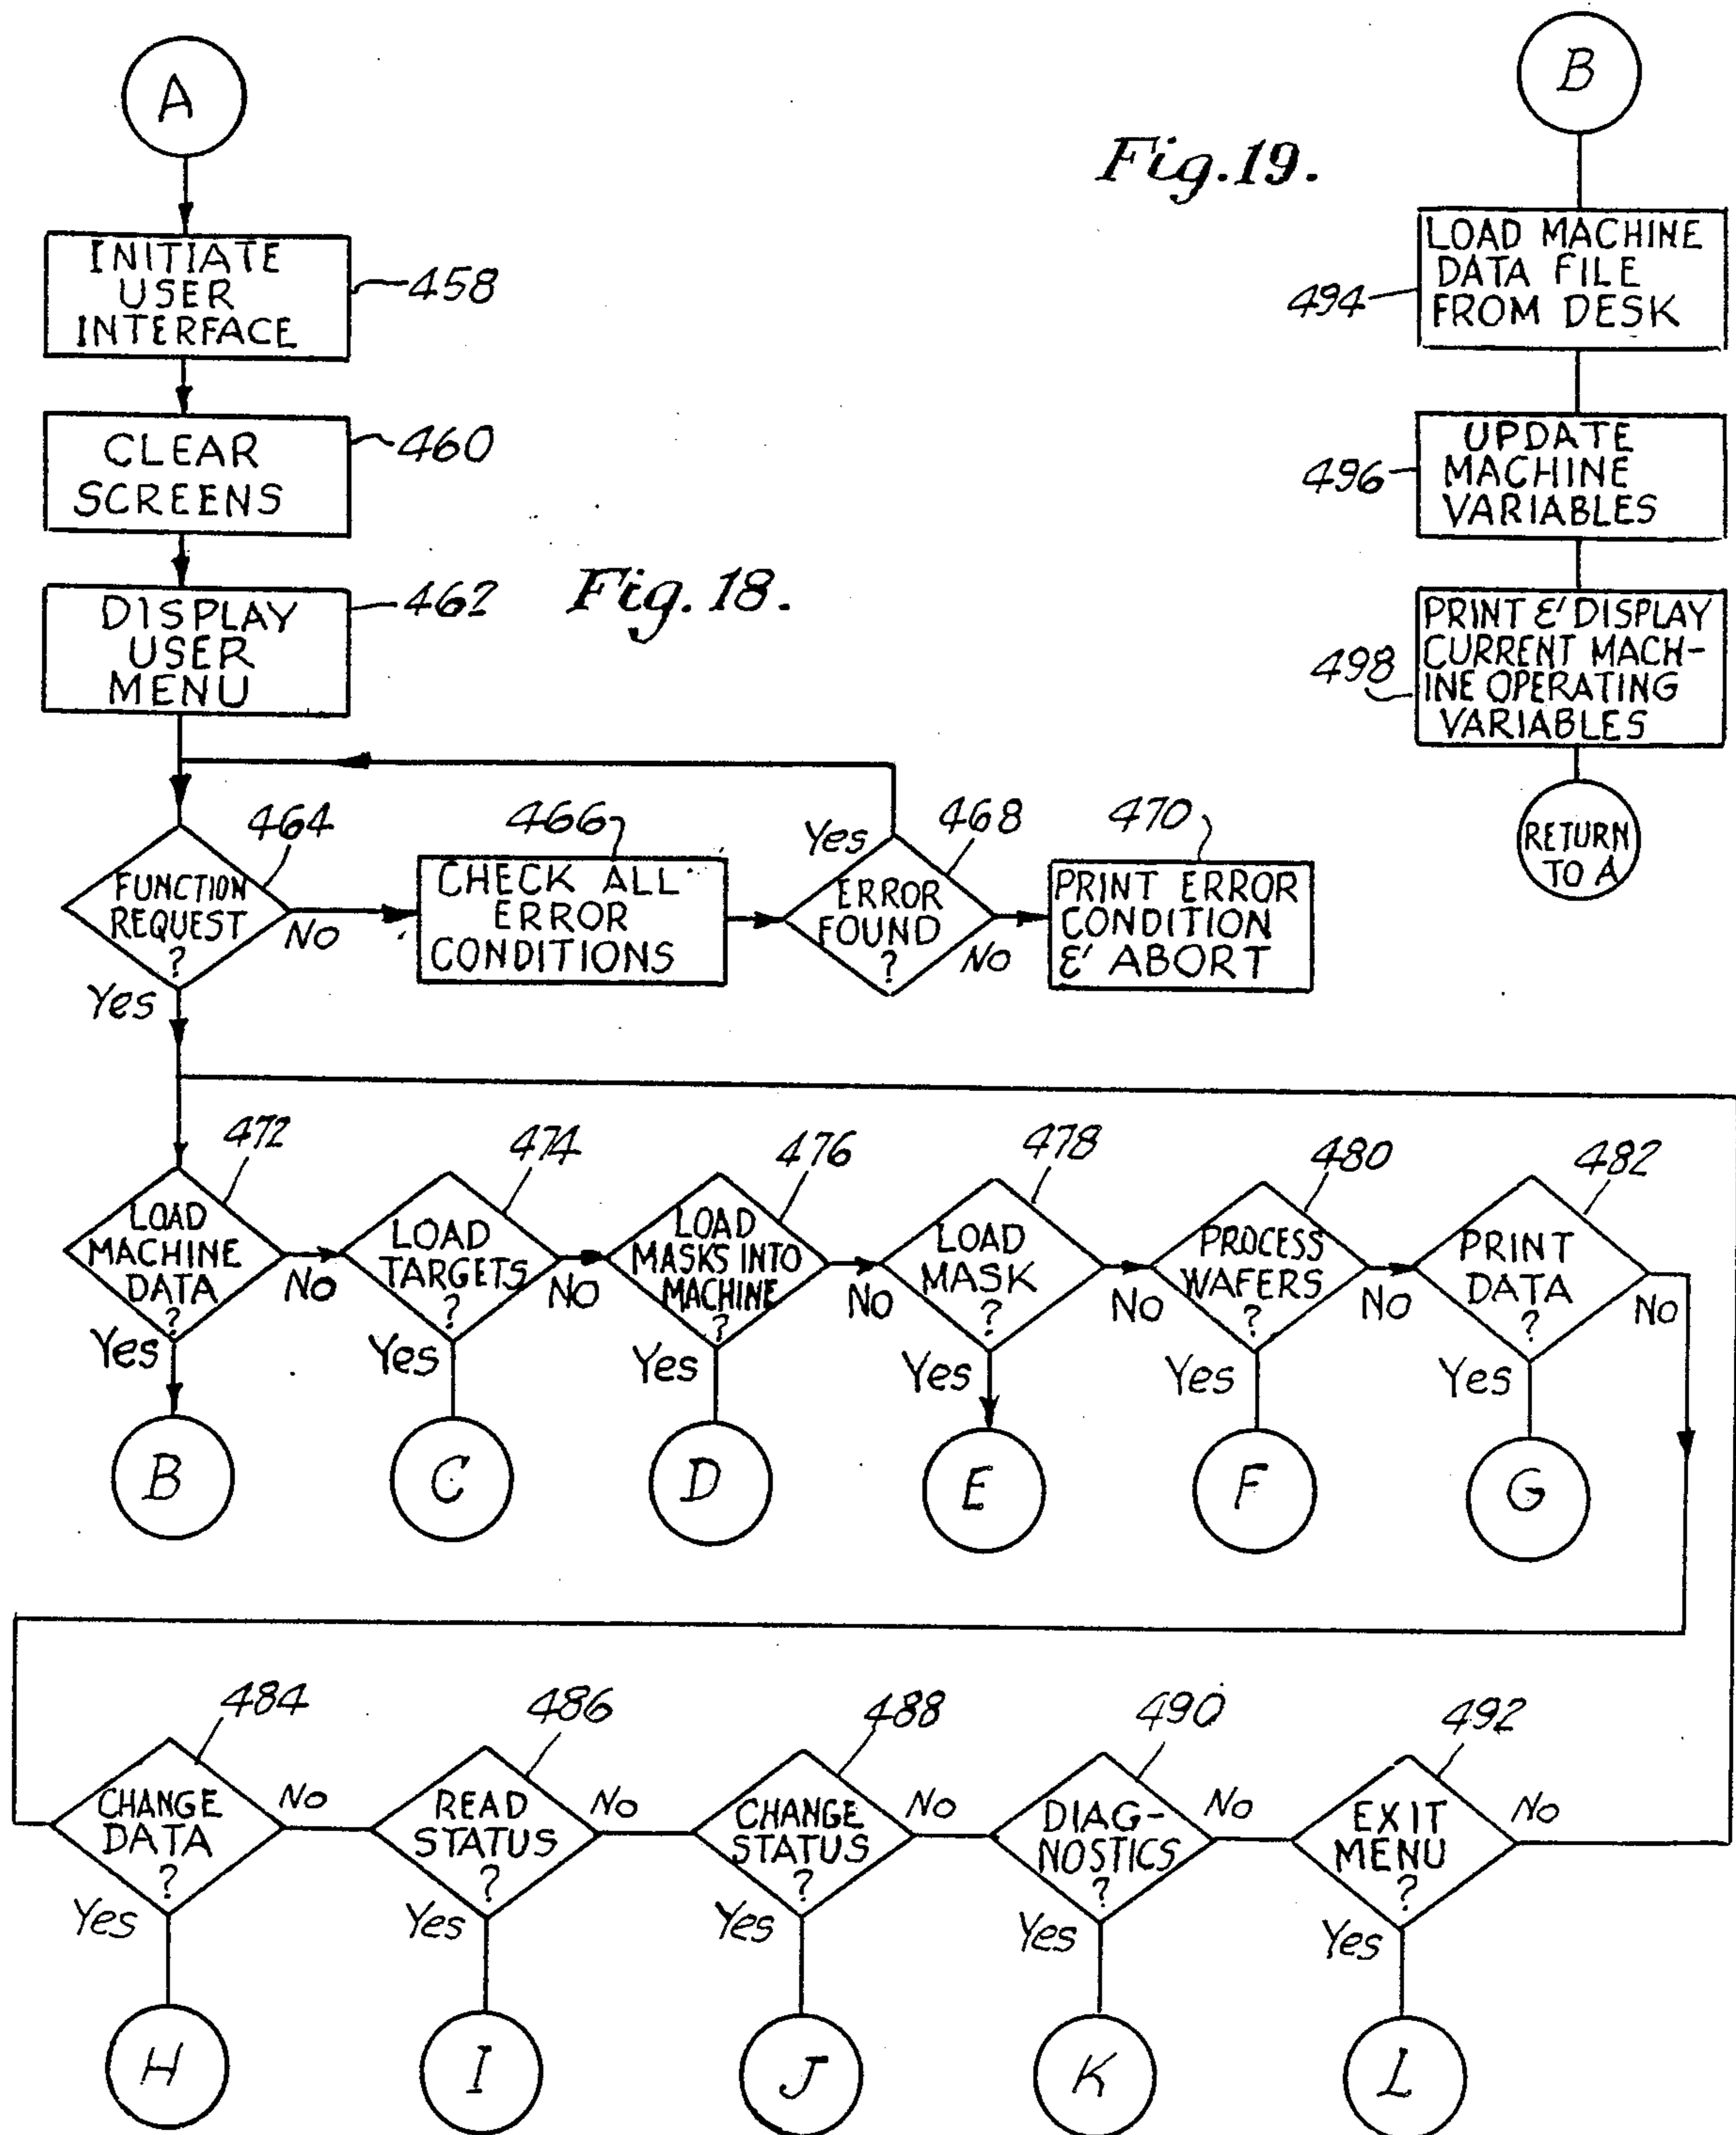 A
INITIATE
USER
INTERFACE
458
CLEAR
SCREENS
460
DISPLAY
USER
MENU
462
Fig. 18.
FUNCTION
REQUEST
?
464
No
Yes
CHECK ALL
ERROR
CONDITIONS
466
ERROR
FOUND
?
468
Yes
No
PRINT ERROR
CONDITION
& ABORT
470
LOAD
MACHINE
DATA
?
472
No
Yes
B
LOAD
TARGETS
?
474
No
Yes
C
LOAD
MASKS INTO
MACHINE
?
476
No
Yes
D
LOAD
MASK
?
478
No
Yes
E
PROCESS
WAFERS
?
480
No
Yes
F
PRINT
DATA
?
482
No
Yes
G
CHANGE
DATA
?
484
No
Yes
H
READ
STATUS
?
486
No
Yes
I
CHANGE
STATUS
?
488
No
Yes
J
DIAG-
NOSTICS
?
490
No
Yes
K
EXIT
MENU
?
492
No
Yes
L
Fig. 19.
B
LOAD MACHINE
DATA FILE
FROM DESK
494
UPDATE
MACHINE
VARIABLES
496
PRINT & DISPLAY
CURRENT MACH-
INE OPERATING
VARIABLES
498
RETURN
TO A